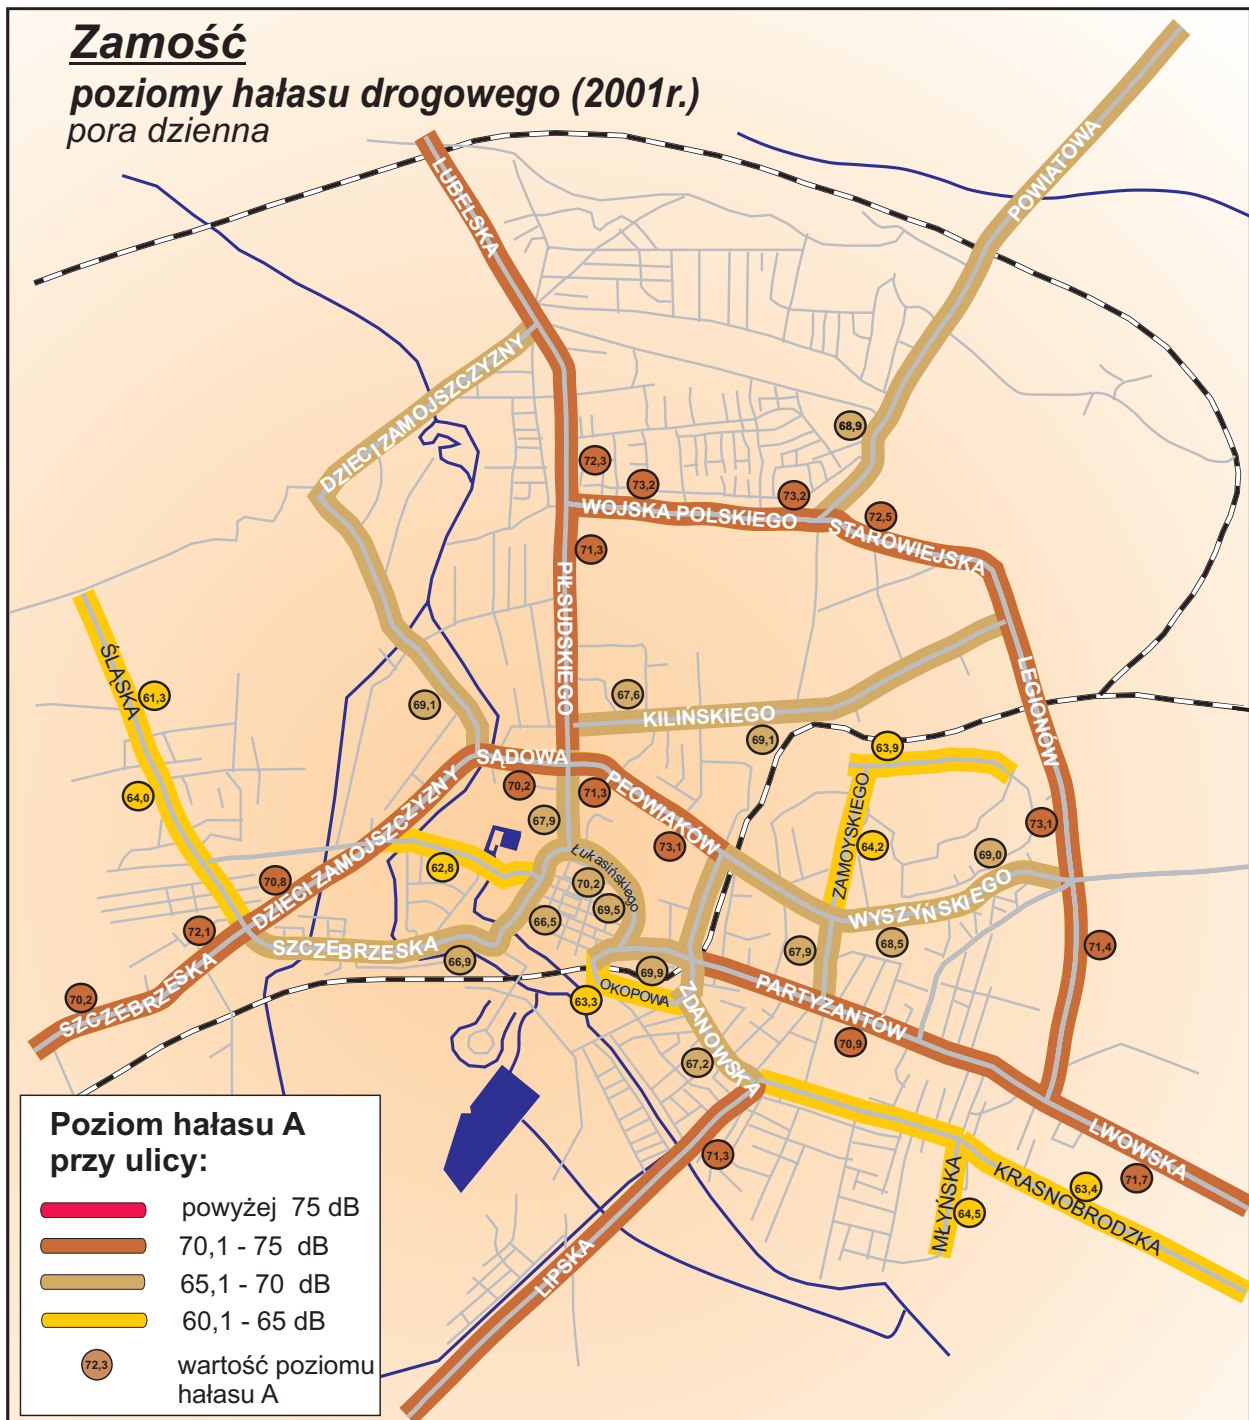 Zamość
poziomy hałasu drogowego (2001r.)
pora dzienna
LUBELSKA
POWIATOWA
DZIECI ZAMOJSZCZYZNY
68,9
72,3
73,2
73,2
WOJSKA POLSKIEGO
72,5
STAROWIEJSKA
71,3
PIŁSUDSKIEGO
ŚLĄSKA
61,3
69,1
67,6
KILIŃSKIEGO
69,1
LEGIONÓW
63,9
SĄDOWA
70,2
71,3
PEOWIAKÓW
64,0
67,9
73,1
ZAMOYSKIEGO
64,2
73,1
69,0
DZIECI ZAMOJSZCZYZNY
62,8
Łukasińskiego
70,2
69,5
70,8
66,5
WYSZYŃSKIEGO
72,1
SZCZEBRZESKA
66,9
67,9
68,5
71,4
SZCZEBRZESKA
70,2
69,9
OKOPOWA
63,3
ZDANOWSKA
PARTYZANTÓW
70,9
67,2
LWOWSKA
71,3
71,7
KRASNOBRODZKA
63,4
MŁYŃSKA
64,5
LIPSKA
Poziom hałasu A
przy ulicy:
powyżej 75 dB
70,1 - 75 dB
65,1 - 70 dB
60,1 - 65 dB
72,3
wartość poziomu
hałasu A